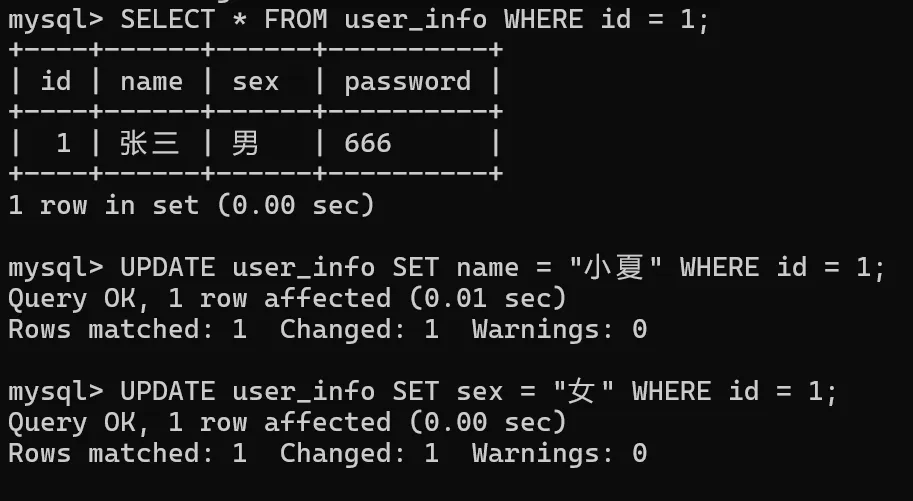 mysql> SELECT * FROM user_info WHERE id = 1;
+----+------+------+----------+
| id | name | sex  | password |
+----+------+------+----------+
|  1 | 张三 | 男   | 666      |
+----+------+------+----------+
1 row in set (0.00 sec)
mysql> UPDATE user_info SET name = "小夏" WHERE id = 1;
Query OK, 1 row affected (0.01 sec)
Rows matched: 1  Changed: 1  Warnings: 0
mysql> UPDATE user_info SET sex = "女" WHERE id = 1;
Query OK, 1 row affected (0.00 sec)
Rows matched: 1  Changed: 1  Warnings: 0